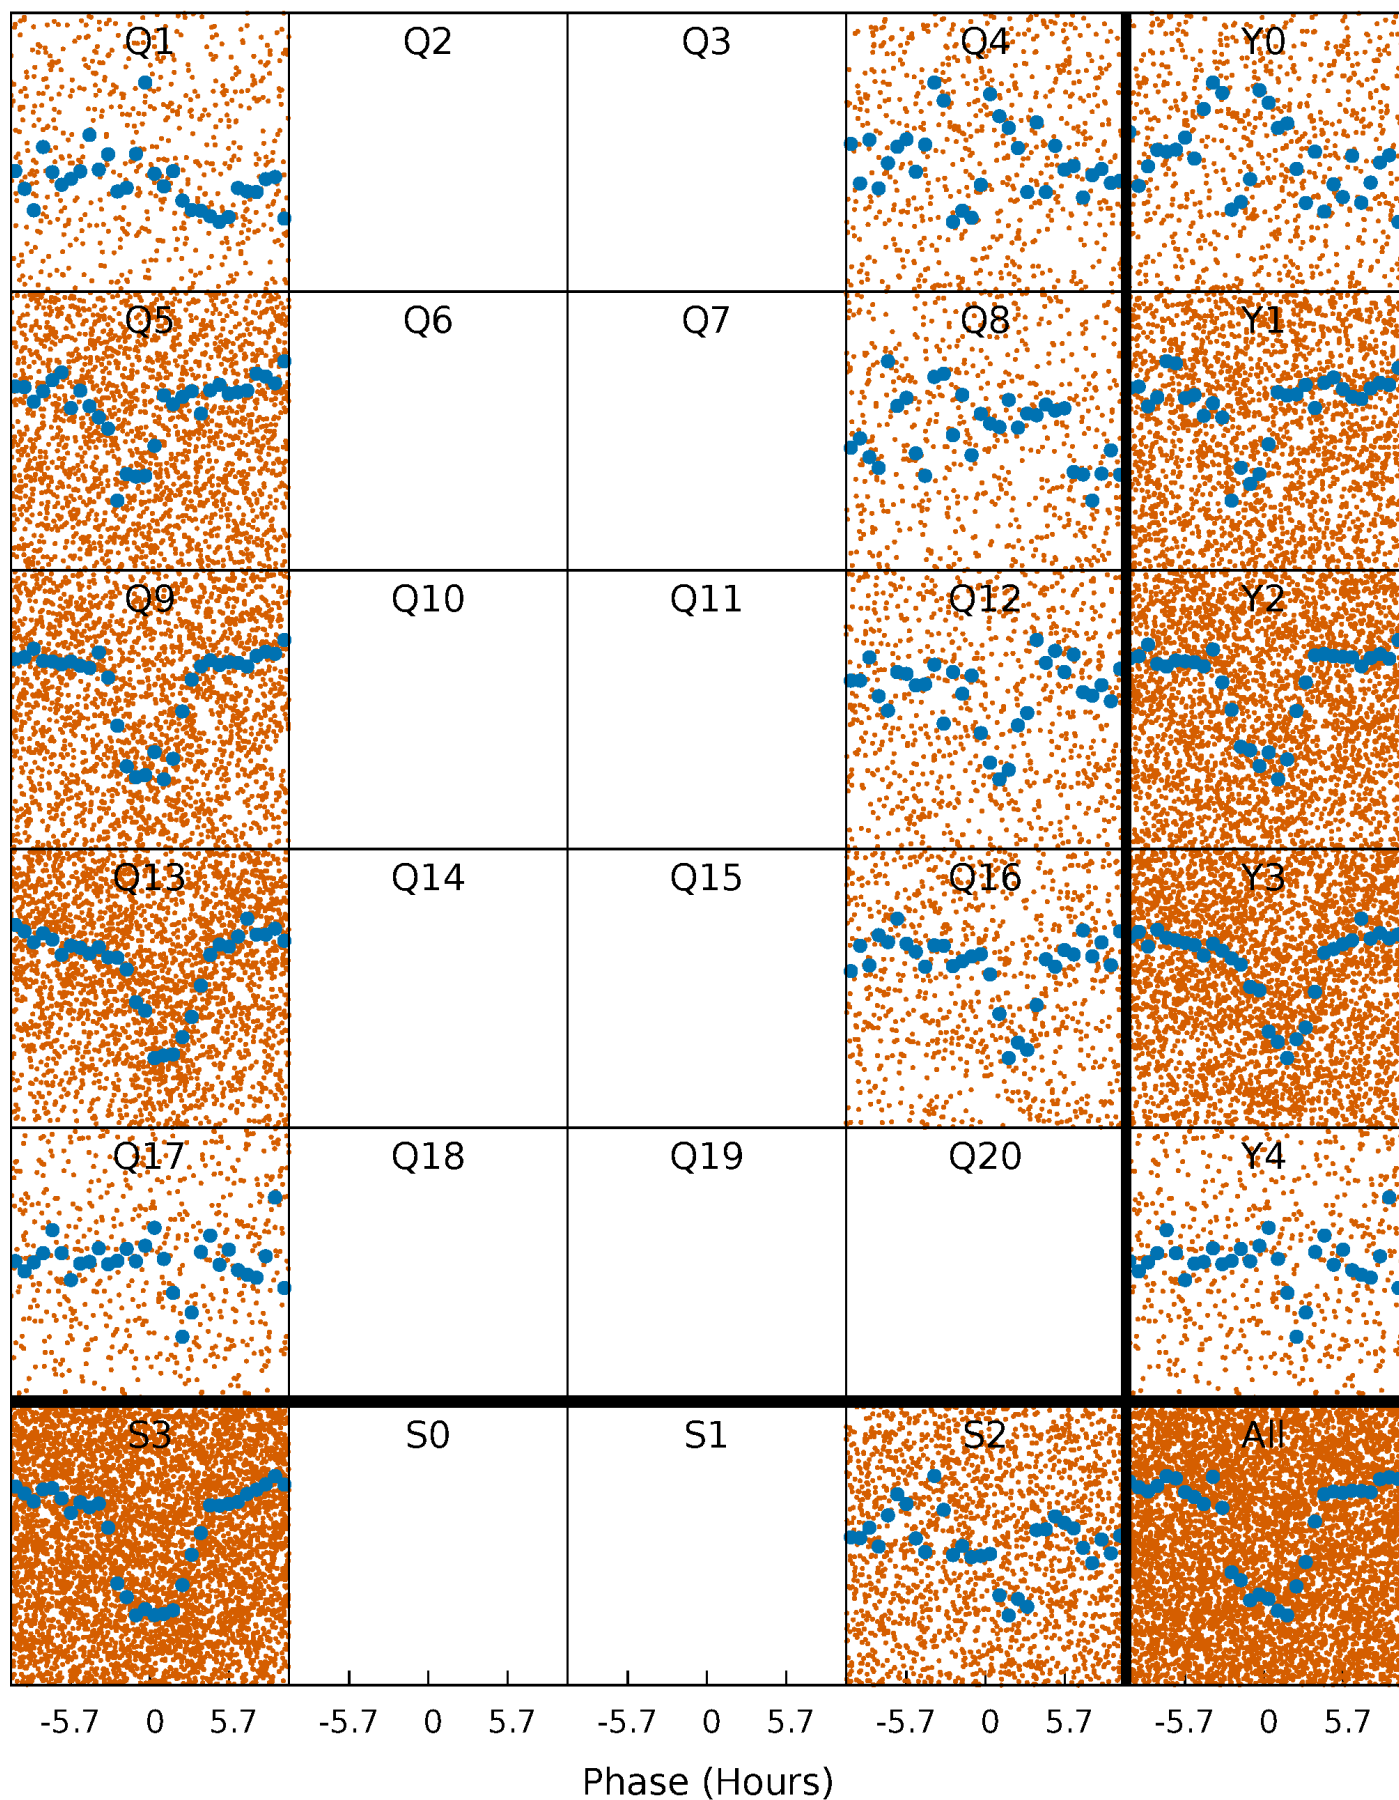 Q1 Q2 Q3 Q4 Y0
Q5 Q6 Q7 Q8 Y1
Q9 Q10 Q11 Q12 Y2
Q13 Q14 Q15 Q16 Y3
Q17 Q18 Q19 Q20 Y4
S3 S0 S1 S2 All
-5.7 0 5.7 -5.7 0 5.7 -5.7 0 5.7 -5.7 0 5.7 -5.7 0 5.7
Phase (Hours)